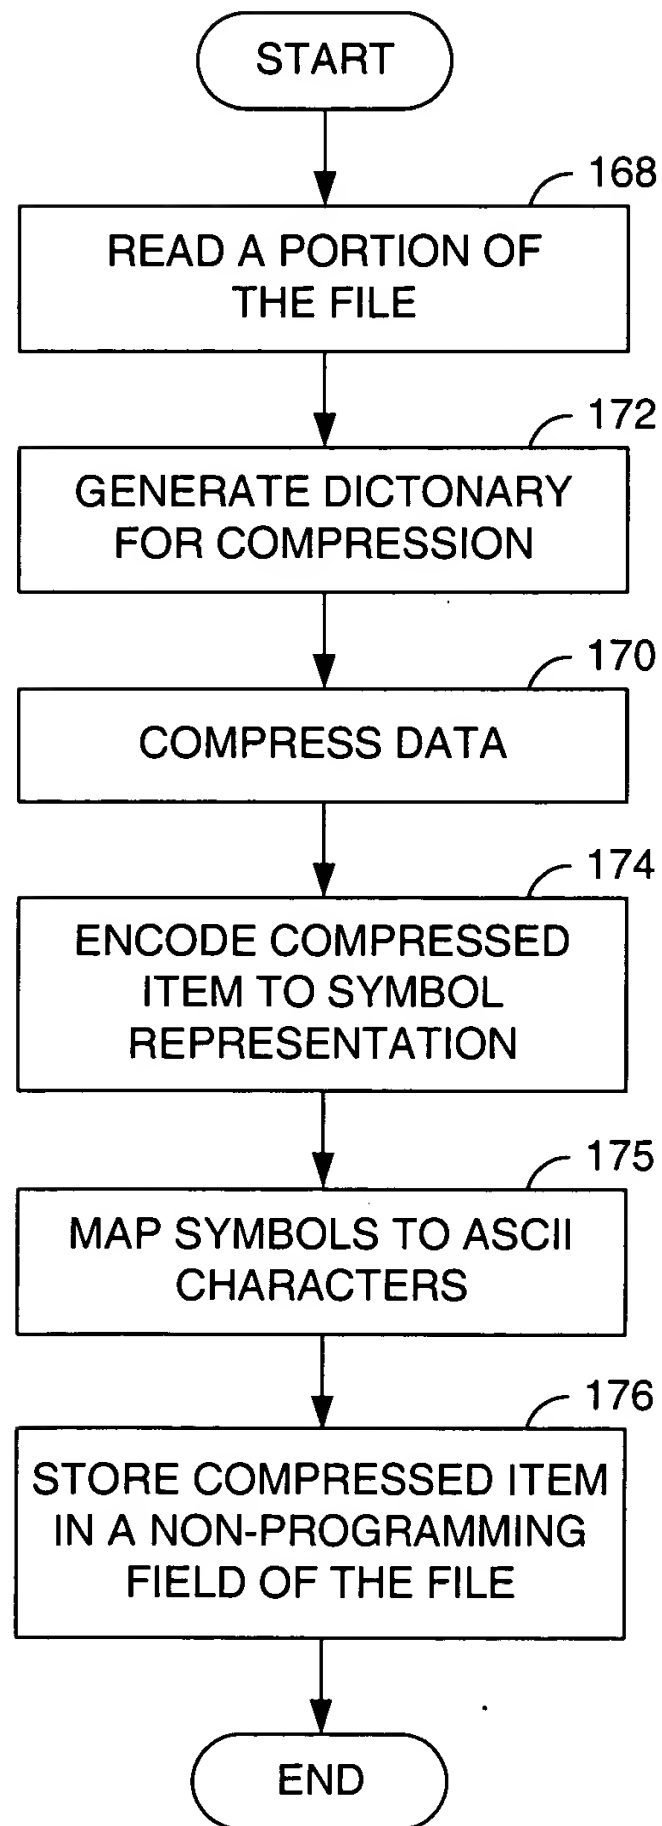 START
168
READ A PORTION OF
THE FILE
172
GENERATE DICTONARY
FOR COMPRESSION
170
COMPRESS DATA
174
ENCODE COMPRESSED
ITEM TO SYMBOL
REPRESENTATION
175
MAP SYMBOLS TO ASCII
CHARACTERS
176
STORE COMPRESSED ITEM
IN A NON-PROGRAMMING
FIELD OF THE FILE
END